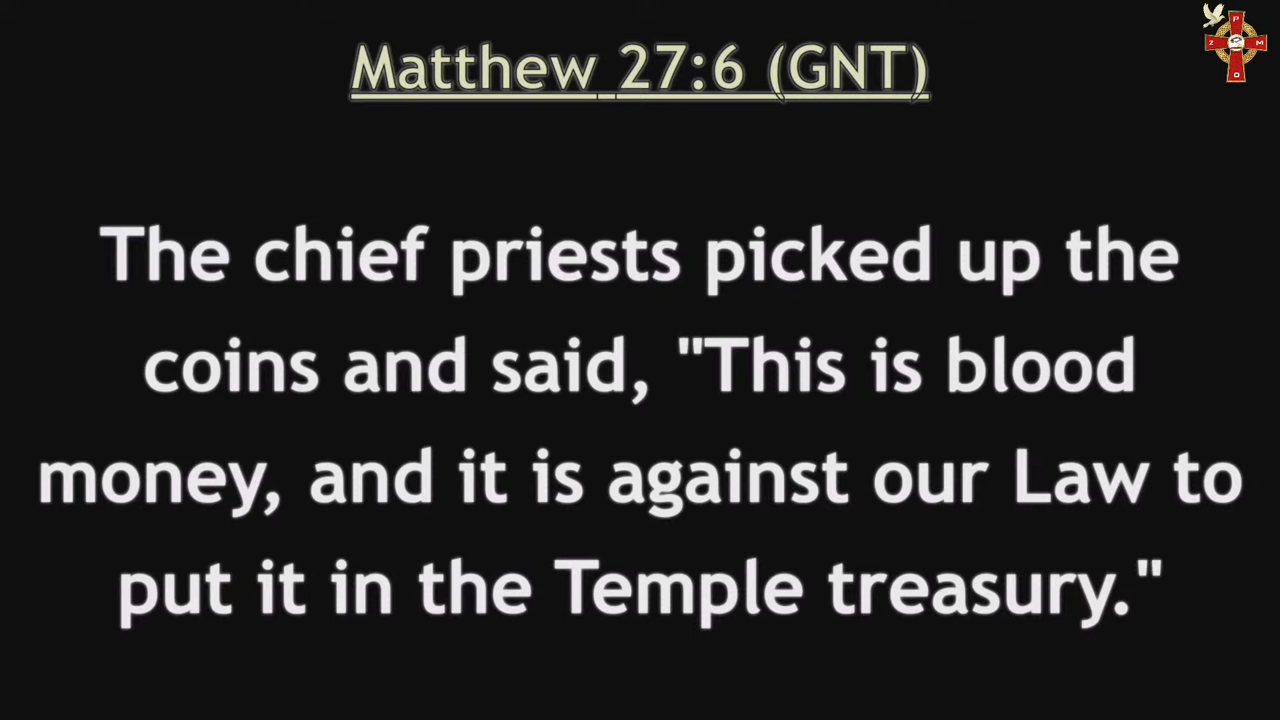 Matthew 27:6 (GNT)
P
Z M
O
The chief priests picked up the
coins and said, "This is blood
money, and it is against our Law to
put it in the Temple treasury."